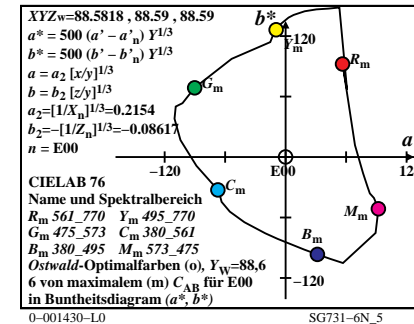 XYZw=88.5818 , 88.59 , 88.59
a* = 500 (a’ - a’n) Y1/3
b* = 500 (b’ - b’n) Y1/3
a = a2 [x/y]1/3
b = b2 [z/y]1/3
a2=[1/Xn]1/3=0.2154
b2=-[1/Zn]1/3=-0.08617
n = E00
b*
120
Ym
Rm
Gm
a
−120
E00
120
CIELAB 76
Name und Spektralbereich
Rm 561_770 Ym 495_770
Gm 475_573 Cm 380_561
Bm 380_495 Mm 573_475
Ostwald-Optimalfarben (o), YW=88,6
6 von maximalem (m) CAB für E00
in Buntheitsdiagram (a*, b*)
Cm
Mm
Bm
−120
0-001430-L0
SG731-6N_5